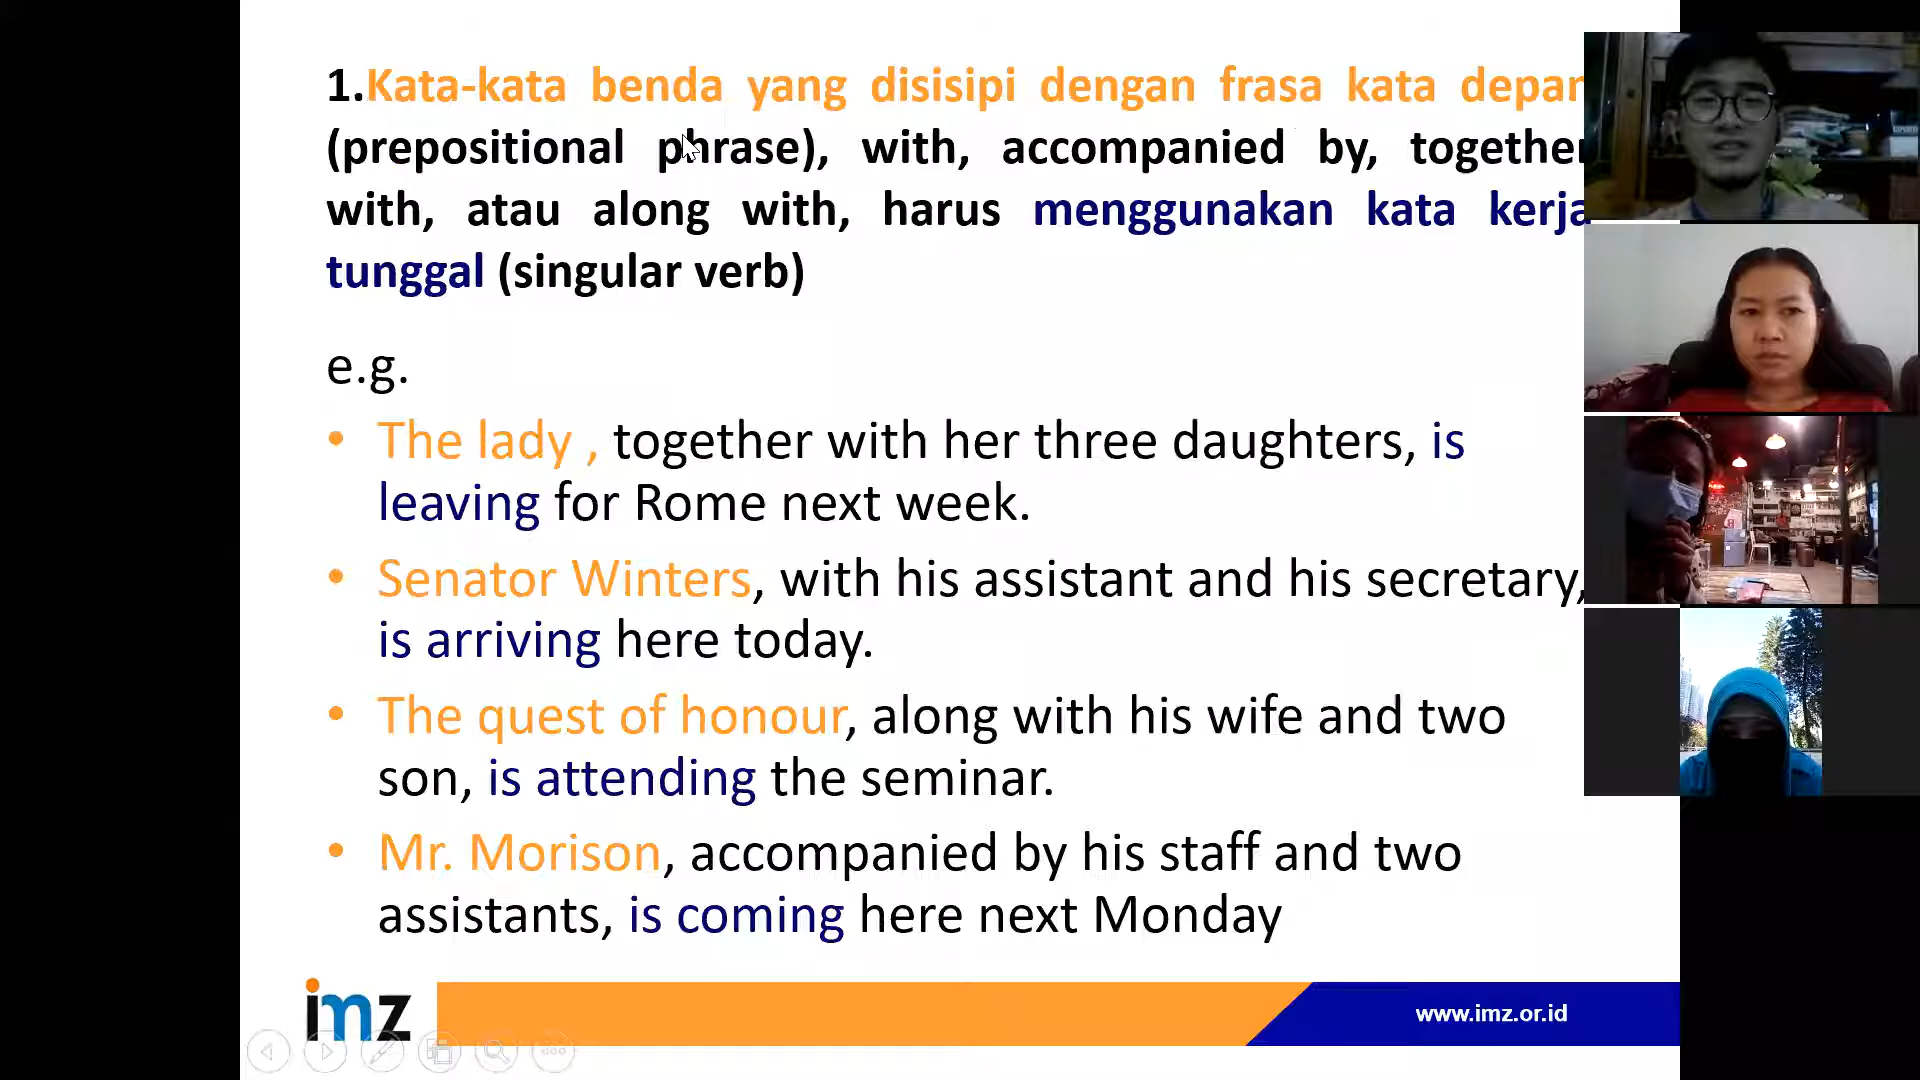 1.Kata-kata benda yang disisipi dengan frasa kata depan
(prepositional phrase), with, accompanied by, together
with, atau along with, harus menggunakan kata kerja
tunggal (singular verb)
e.g.
• The lady , together with her three daughters, is
leaving for Rome next week.
• Senator Winters, with his assistant and his secretary,
is arriving here today.
• The quest of honour, along with his wife and two
son, is attending the seminar.
• Mr. Morison, accompanied by his staff and two
assistants, is coming here next Monday
imz
www.imz.or.id